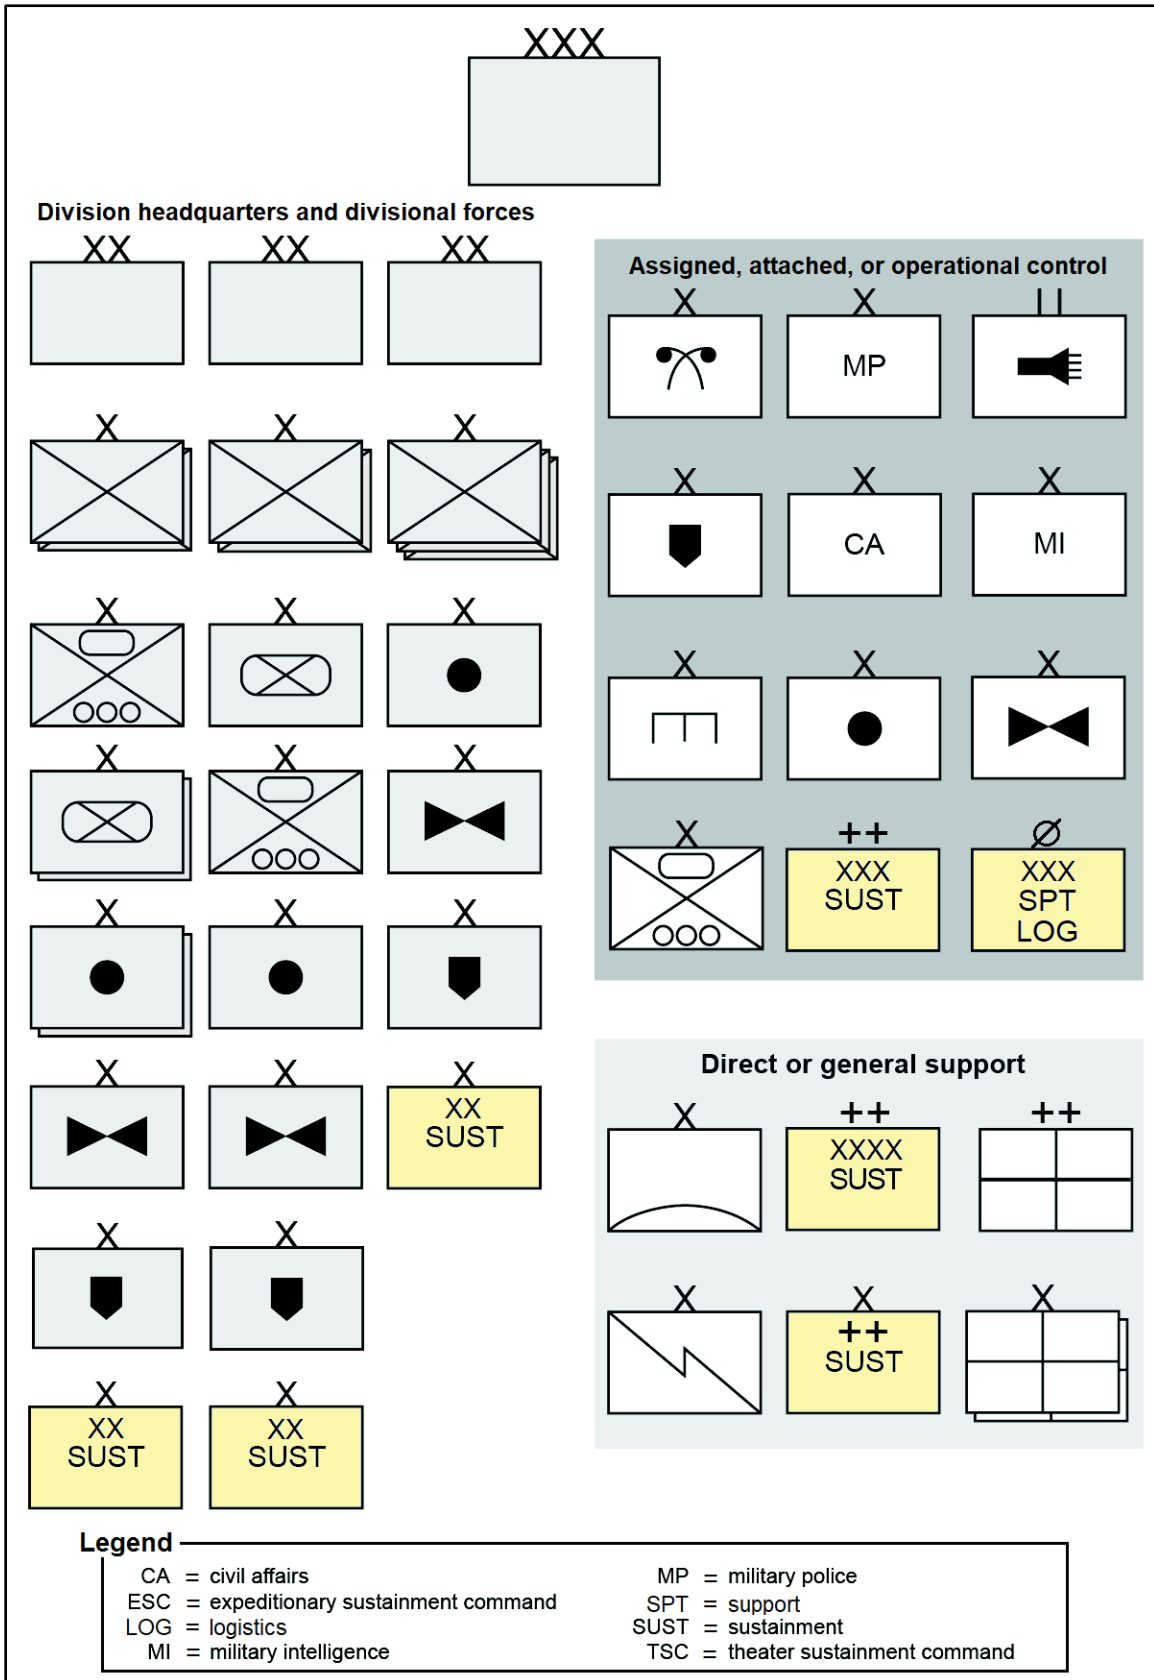 XXX
Division headquarters and divisional forces
XX XX XX
X X X
X X X
X X X
X X X
X X X
XX
SUST
X X
X X
XX XX
SUST SUST
Assigned, attached, or operational control
X X ||
MP
X X X
CA MI
X X X
X ++ Ø
XXX XXX
SUST SPT
LOG
Direct or general support
X ++ ++
XXXX
SUST
X X X
++
SUST
Legend
CA = civil affairs
ESC = expeditionary sustainment command
LOG = logistics
MI = military intelligence
MP = military police
SPT = support
SUST = sustainment
TSC = theater sustainment command